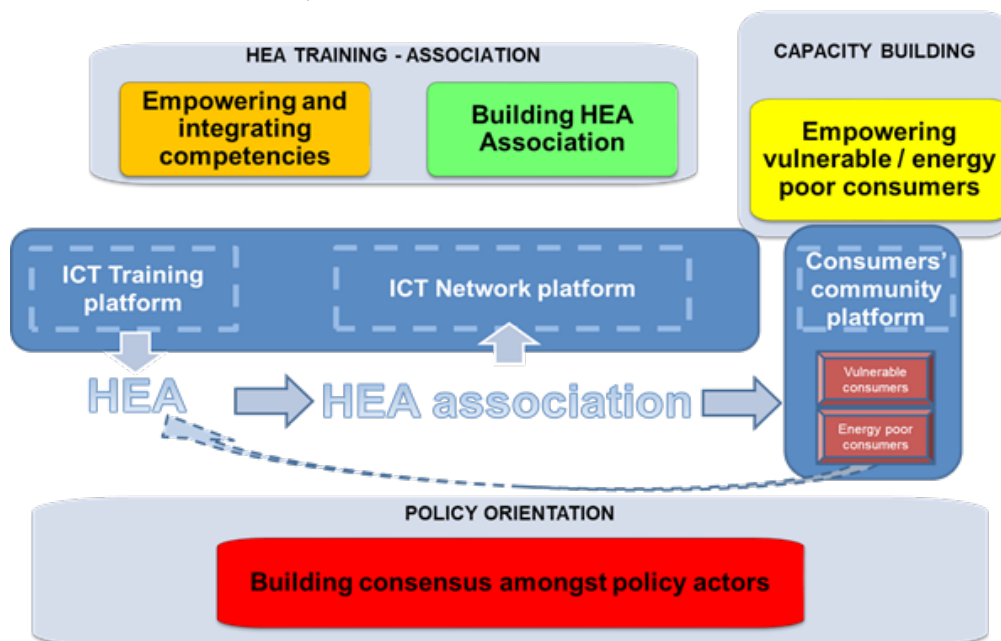 HEA TRAINING - ASSOCIATION
Empowering and
integrating
competencies
Building HEA
Association
CAPACITY BUILDING
Empowering
vulnerable / energy
poor consumers
ICT Training
platform
ICT Network platform
Consumers'
community
platform
HEA
HEA association
Vulnerable
consumers
Energy poor
consumers
POLICY ORIENTATION
Building consensus amongst policy actors